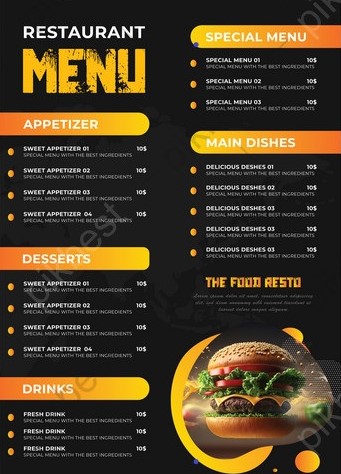 RESTAURANT
MENU
APPETIZER
SWEET APPETIZER 01 10$
SPECIAL MENU WITH THE BEST INGREDIENTS
SWEET APPETIZER 02 10$
SPECIAL MENU WITH THE BEST INGREDIENTS
SWEET APPETIZER 03 10$
SPECIAL MENU WITH THE BEST INGREDIENTS
SWEET APPETIZER 04 10$
SPECIAL MENU WITH THE BEST INGREDIENTS
DESSERTS
SWEET APPETIZER 01 10$
SPECIAL MENU WITH THE BEST INGREDIENTS
SWEET APPETIZER 02 10$
SPECIAL MENU WITH THE BEST INGREDIENTS
SWEET APPETIZER 03 10$
SPECIAL MENU WITH THE BEST INGREDIENTS
SWEET APPETIZER 04 10$
SPECIAL MENU WITH THE BEST INGREDIENTS
DRINKS
FRESH DRINK 10$
SPECIAL MENU WITH THE BEST INGREDIENTS
FRESH DRINK 10$
SPECIAL MENU WITH THE BEST INGREDIENTS
FRESH DRINK 10$
SPECIAL MENU WITH THE BEST INGREDIENTS
SPECIAL MENU
SPECIAL MENU 01 10$
SPECIAL MENU WITH THE BEST INGREDIENTS
SPECIAL MENU 02 10$
SPECIAL MENU WITH THE BEST INGREDIENTS
SPECIAL MENU 03 10$
SPECIAL MENU WITH THE BEST INGREDIENTS
MAIN DISHES
DELICIOUS DESHES 01 10$
SPECIAL MENU WITH THE BEST INGREDIENTS
DELICIOUS DESHES 02 10$
SPECIAL MENU WITH THE BEST INGREDIENTS
DELICIOUS DESHES 03 10$
SPECIAL MENU WITH THE BEST INGREDIENTS
DELICIOUS DESHES 03 10$
SPECIAL MENU WITH THE BEST INGREDIENTS
DELICIOUS DESHES 03 10$
SPECIAL MENU WITH THE BEST INGREDIENTS
THE FOOD RESTO
Lorem ipsum dolor sit amet, consectetur adipiscing
elit, sed diam nonummy nibh euismod tincidunt
magna aliquam